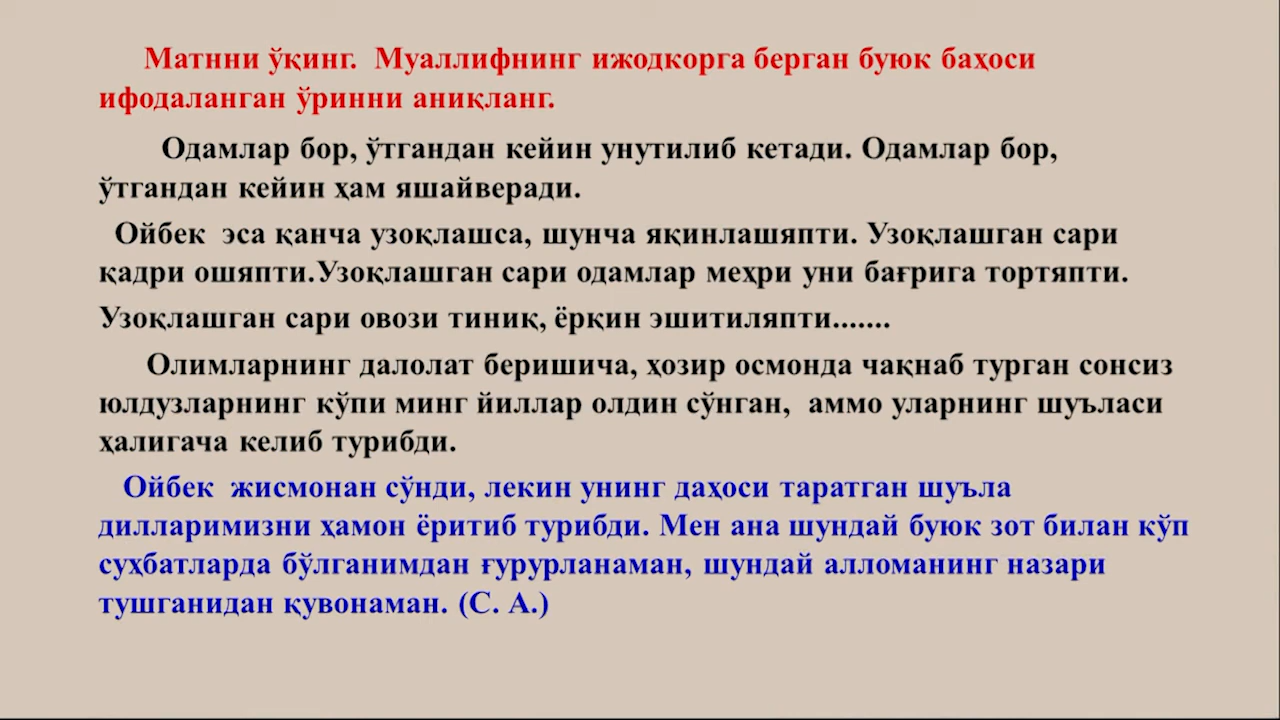 Матнни ўқинг. Муаллифнинг ижодкорга берган буюк баҳоси
ифодаланган ўринни аниқланг.
Одамлар бор, ўтгандан кейин унутилиб кетади. Одамлар бор,
ўтгандан кейин ҳам яшайверади.
Ойбек эса қанча узоқлашса, шунча яқинлашяпти. Узоқлашган сари
қадри ошяпти.Узоқлашган сари одамлар меҳри уни бағрига тортяпти.
Узоқлашган сари овози тиниқ, ёрқин эшитиляпти.......
Олимларнинг далолат беришича, ҳозир осмонда чақнаб турган сонсиз
юлдузларнинг кўпи минг йиллар олдин сўнган, аммо уларнинг шуъласи
ҳалигача келиб турибди.
Ойбек жисмонан сўнди, лекин унинг даҳоси таратган шуъла
дилларимизни ҳамон ёритиб турибди. Мен ана шундай буюк зот билан кўп
суҳбатларда бўлганимдан ғурурланаман, шундай алломанинг назари
тушганидан қувонаман. (С. А.)